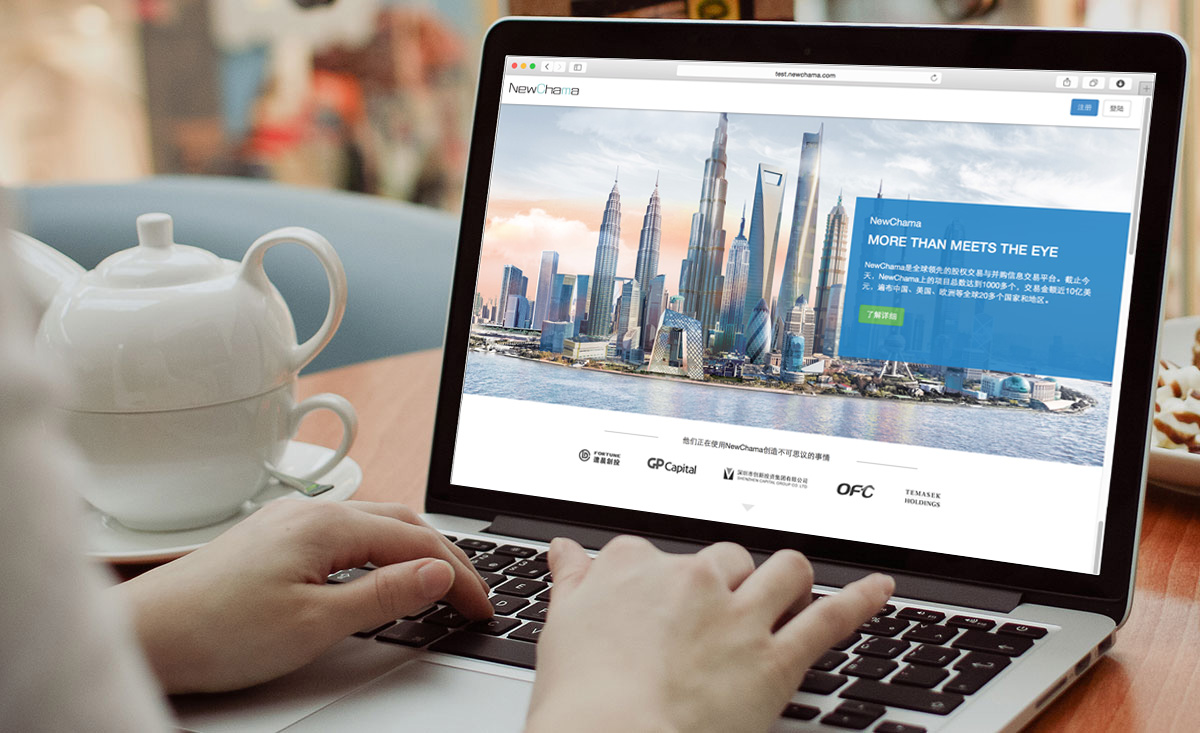 test.newchama.com
NewChama
注册
登陆
NewChama
MORE THAN MEETS THE EYE
NewChama是全球领先的股权交易与并购信息交易平台。截止今
天，NewChama上的项目总数达到1000多个，交易金额近10亿美
元，遍布中国、美国、欧洲等全球20多个国家和地区。
了解详细
他们正在使用NewChama创造不可思议的事情
FORTUNE
達晨創投
GP Capital
深圳市创新投资集团有限公司
SHENZHEN CAPITAL GROUP CO. LTD.
OFC
TEMASEK
HOLDINGS